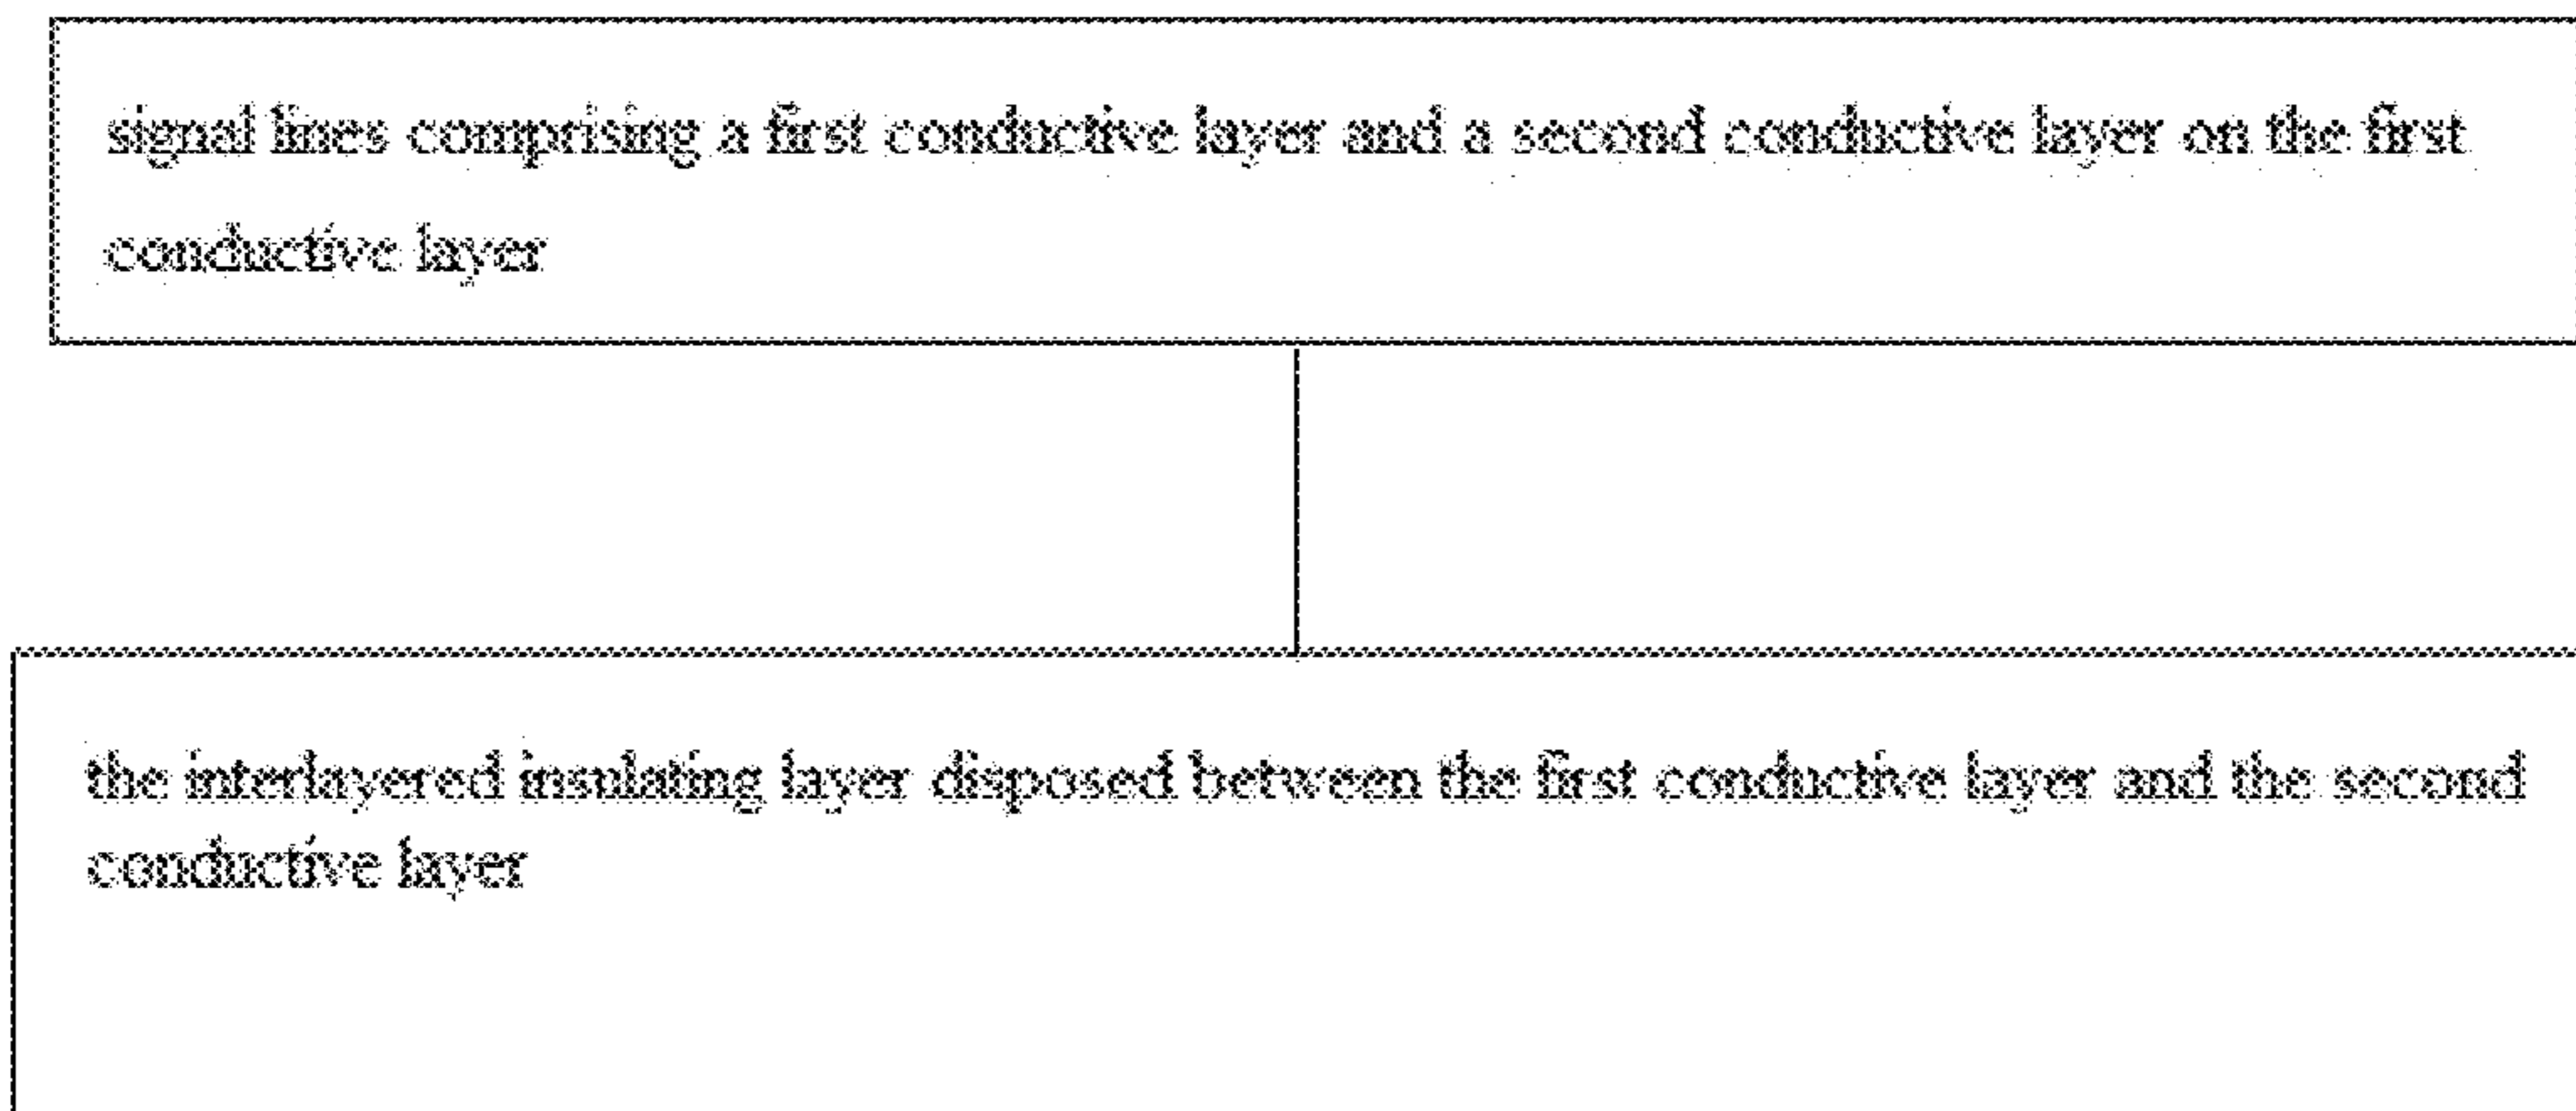 signal lines comprising a first conductive layer and a second conductive layer on the first
conductive layer
the interlayered insulating layer disposed between the first conductive layer and the second
conductive layer